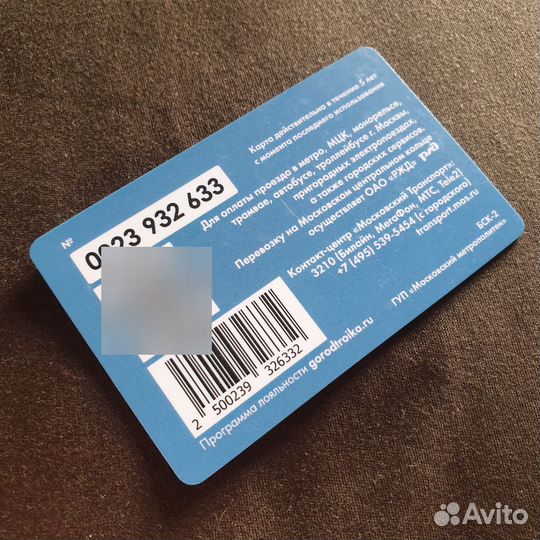 Карта действительна в течение 5 лет
с момента последнего использования
№
0023 932 633
Для оплаты проезда в метро, МЦК, монорельсе,
трамвае, автобусе, троллейбусе г. Москвы,
пригородных электропоездах,
а также городских сервисов.
Перевозку на Московском центральном кольце
осуществляет ОАО «РЖД»
Контакт-центр «Московский Транспорт»:
3210 (Билайн, МегаФон, МТС, Tele2)
+7 (495) 539-5454 (с городского)
transport.mos.ru
БСК-2
ГУП «Московский метрополитен»
2 500239 326332
Программа лояльности gorodtroika.ru
Avito